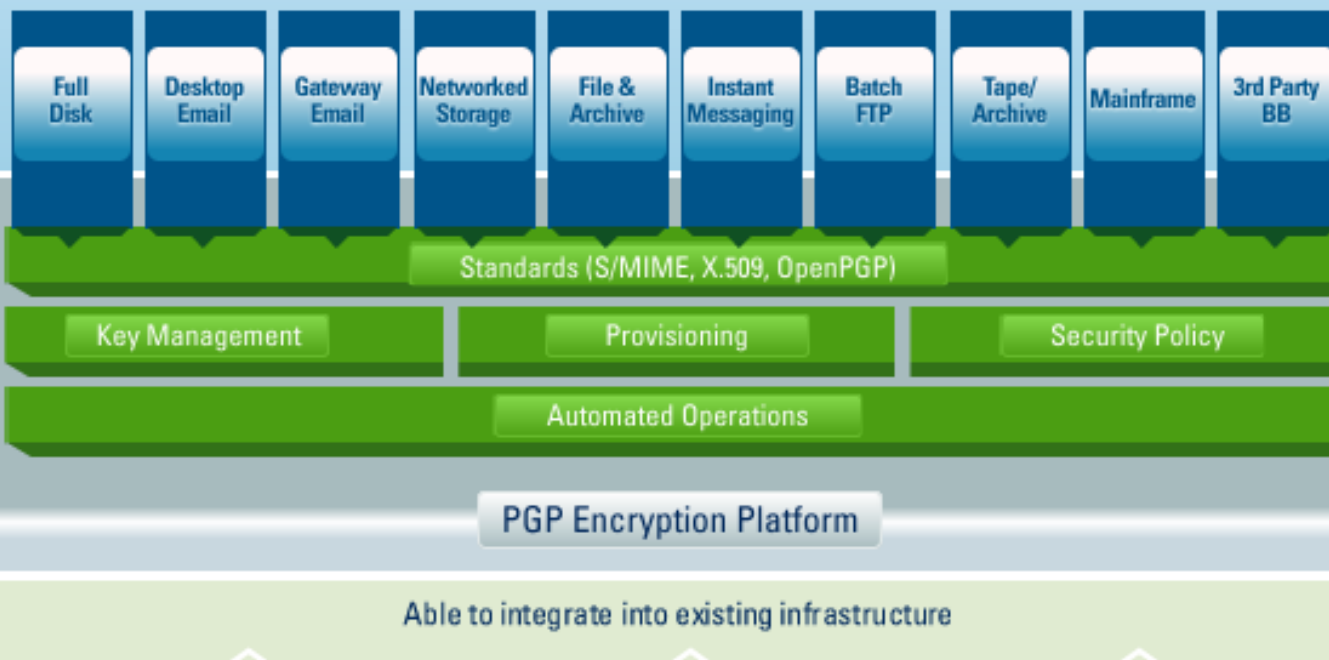 Full
Disk
Desktop
Email
Gateway
Email
Networked
Storage
File &
Archive
Instant
Messaging
Batch
FTP
Tape/
Archive
Mainframe
3rd Party
BB
Standards (S/MIME, X.509, OpenPGP)
Key Management
Provisioning
Security Policy
Automated Operations
PGP Encryption Platform
Able to integrate into existing infrastructure